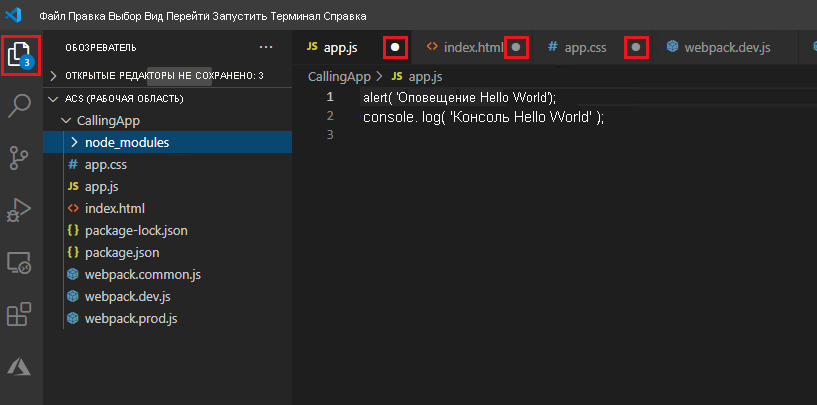 Файл Правка Выбор Вид Перейти Запустить Терминал Справка
3
ОБОЗРЕВАТЕЛЬ
ОТКРЫТЫЕ РЕДАКТОРЫ НЕ СОХРАНЕНО: 3
ACS (РАБОЧАЯ ОБЛАСТЬ)
CallingApp
node_modules
# app.css
JS app.js
<> index.html
{ } package-lock.json
{ } package.json
webpack.common.js
webpack.dev.js
webpack.prod.js
JS app.js <> index.html # app.css webpack.dev.js
CallingApp > JS app.js
1 alert( 'Оповещение Hello World');
2 console. log( 'Консоль Hello World' );
3